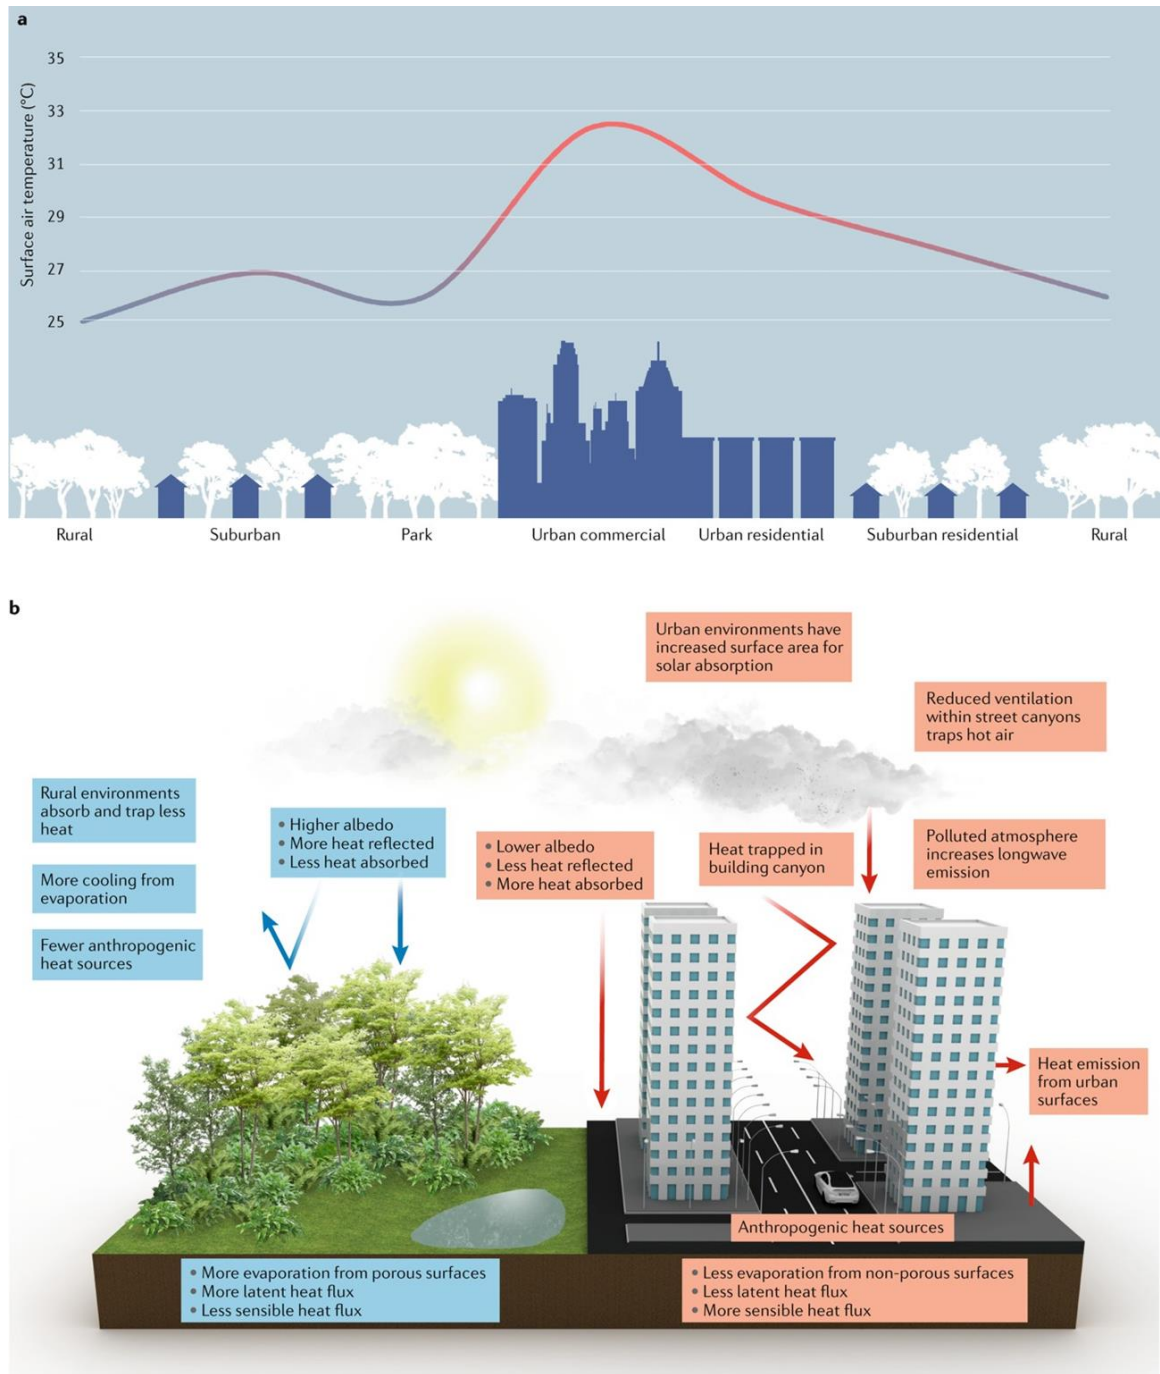 a
Surface air temperature (°C)
35
33
31
29
27
25
Rural
Suburban
Park
Urban commercial
Urban residential
Suburban residential
Rural
b
Urban environments have
increased surface area for
solar absorption
Reduced ventilation
within street canyons
traps hot air
Rural environments
absorb and trap less
heat
• Higher albedo
• More heat reflected
• Less heat absorbed
• Lower albedo
• Less heat reflected
• More heat absorbed
Heat trapped in
building canyon
Polluted atmosphere
increases longwave
emission
More cooling from
evaporation
Fewer anthropogenic
heat sources
Heat emission
from urban
surfaces
Anthropogenic heat sources
• More evaporation from porous surfaces
• More latent heat flux
• Less sensible heat flux
• Less evaporation from non-porous surfaces
• Less latent heat flux
• More sensible heat flux